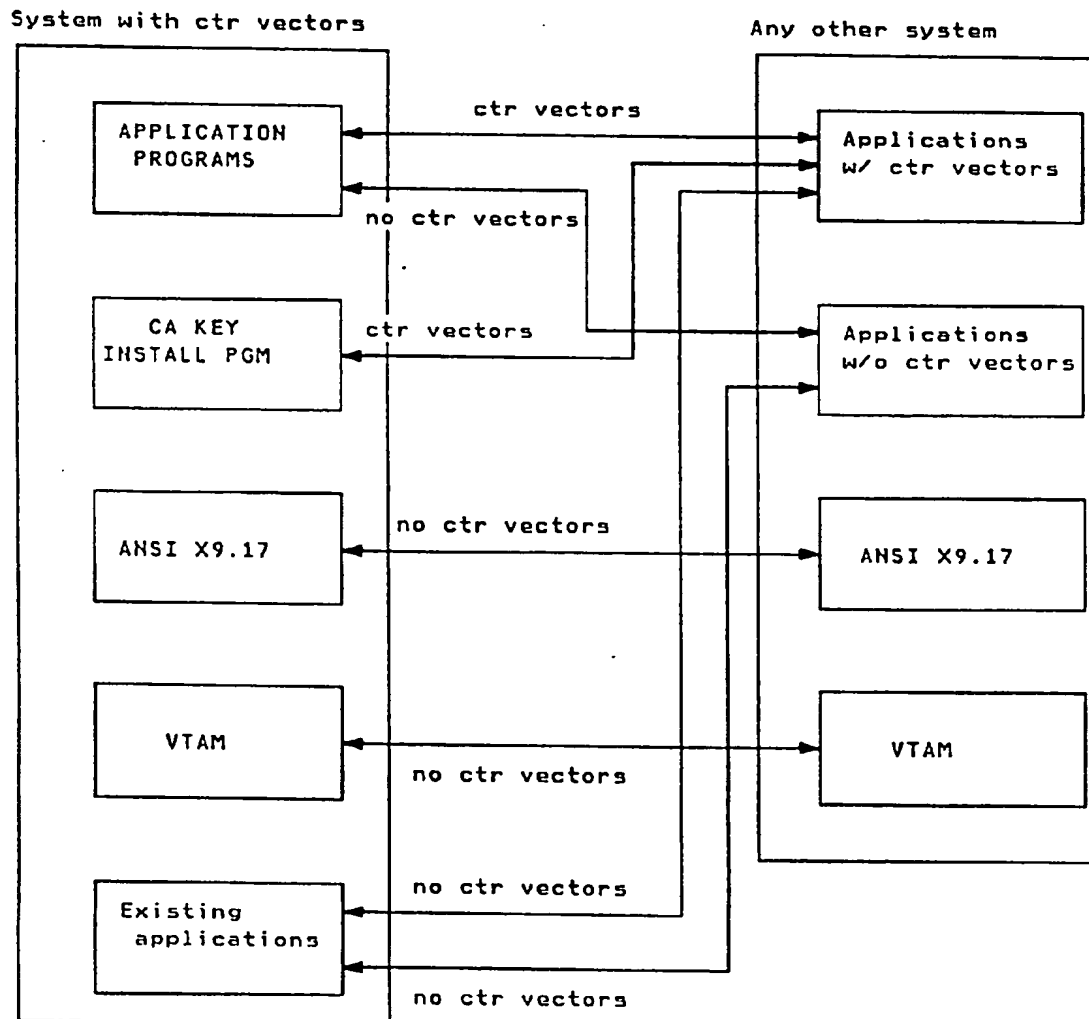 System with ctr vectors
Any other system
APPLICATION
PROGRAMS
ctr vectors
Applications
w/ ctr vectors
no ctr vectors
CA KEY
INSTALL PGM
ctr vectors
Applications
w/o ctr vectors
ANSI X9.17
no ctr vectors
ANSI X9.17
VTAM
no ctr vectors
VTAM
Existing
applications
no ctr vectors
no ctr vectors